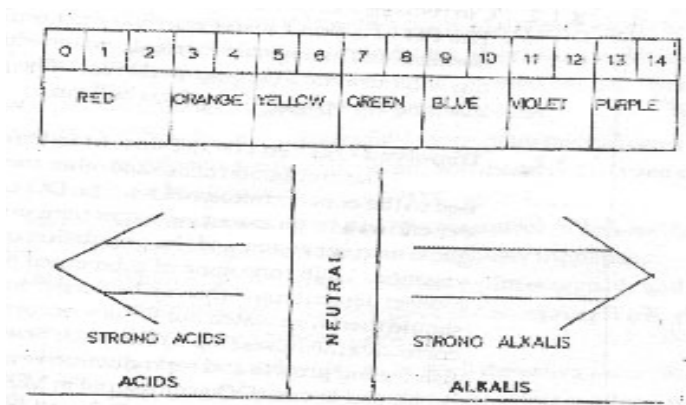 0 1 2 3 4 5 6 7 8 9 10 11 12 13 14
RED ORANGE YELLOW GREEN BLUE VIOLET PURPLE
NEUTRAL
STRONG ACIDS STRONG ALKALIS
ACIDS ALKALIS